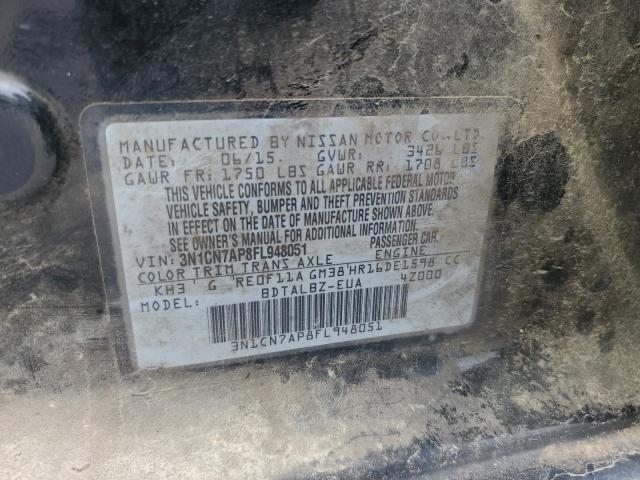 MANUFACTURED BY NISSAN MOTOR CO.,LTD.
DATE: 06/15. GVWR: 3426 LBS
GAWR FR: 1750 LBS GAWR RR: 1708 LBS
THIS VEHICLE CONFORMS TO ALL APPLICABLE FEDERAL MOTOR
VEHICLE SAFETY, BUMPER AND THEFT PREVENTION STANDARDS
IN EFFECT ON THE DATE OF MANUFACTURE SHOWN ABOVE.
SEE OWNER'S MANUAL FOR ADDITIONAL INFORMATION.
VIN: 3N1CN7AP8FL948051 PASSENGER CAR.
COLOR TRIM TRANS AXLE ENGINE
KH3 G RE0F11A GM38 HR16DE1598 CC
MODEL: BDTALBZ-EUA 4Z000
3N1CN7AP8FL948051